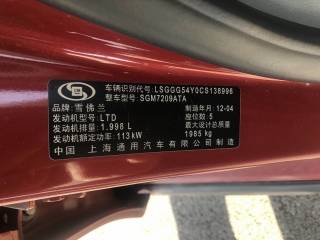 车辆识别代号: LSGGG54Y0CS138996
整车型号: SGM7209ATA
品牌: 雪佛兰 制造年月: 12-04
发动机型号: LTD 座位数: 5
发动机排量: 1.998 L 最大设计总质量
发动机额定功率: 113kW 1985 kg
中国 上海通用汽车有限公司 制造